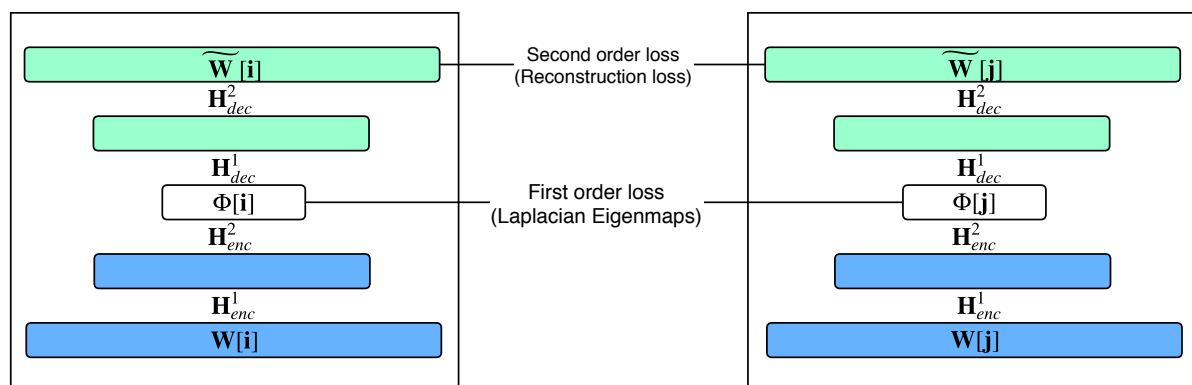 W̃ [i]
Second order loss
(Reconstruction loss)
W̃ [j]
H²dec
H²dec
H¹dec
H¹dec
Φ[i]
First order loss
(Laplacian Eigenmaps)
Φ[j]
H²enc
H²enc
H¹enc
H¹enc
W[i]
W[j]